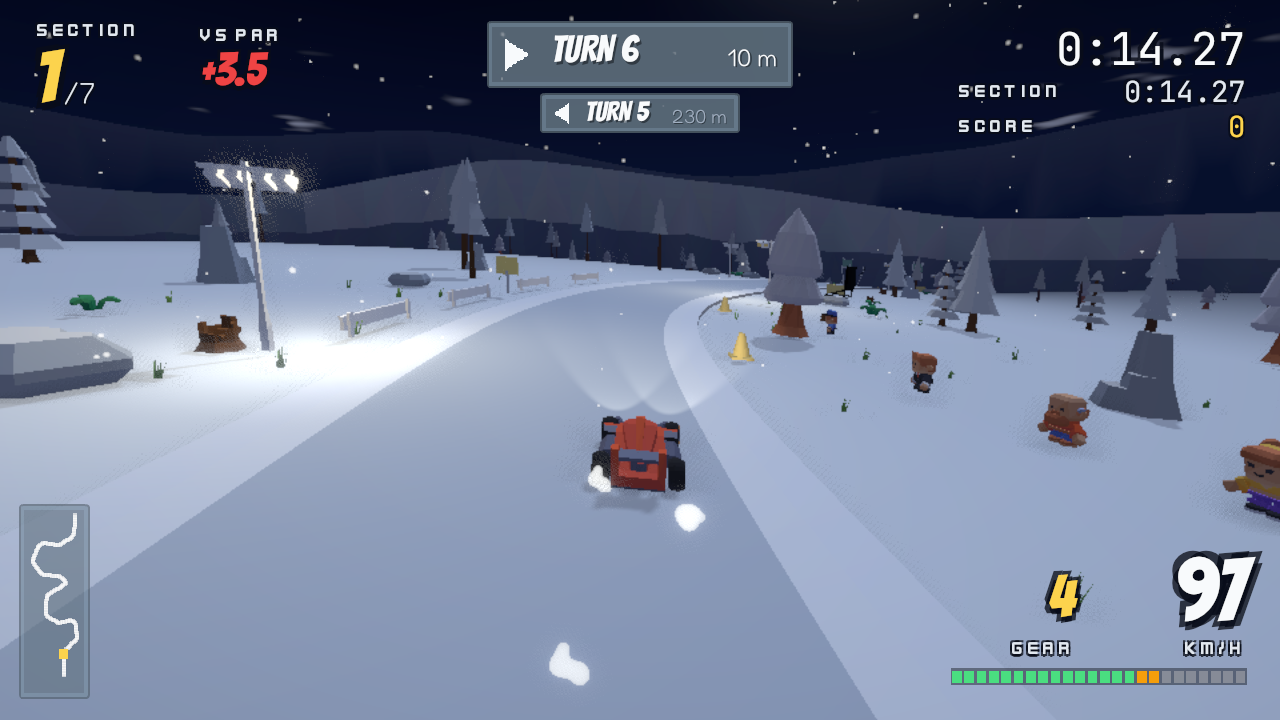 SECTION
1/7
VS PAR
+3.5
TURN 6
10 m
TURN 5
230 m
0:14.27
SECTION 0:14.27
SCORE 0
4
GEAR
97
KM/H